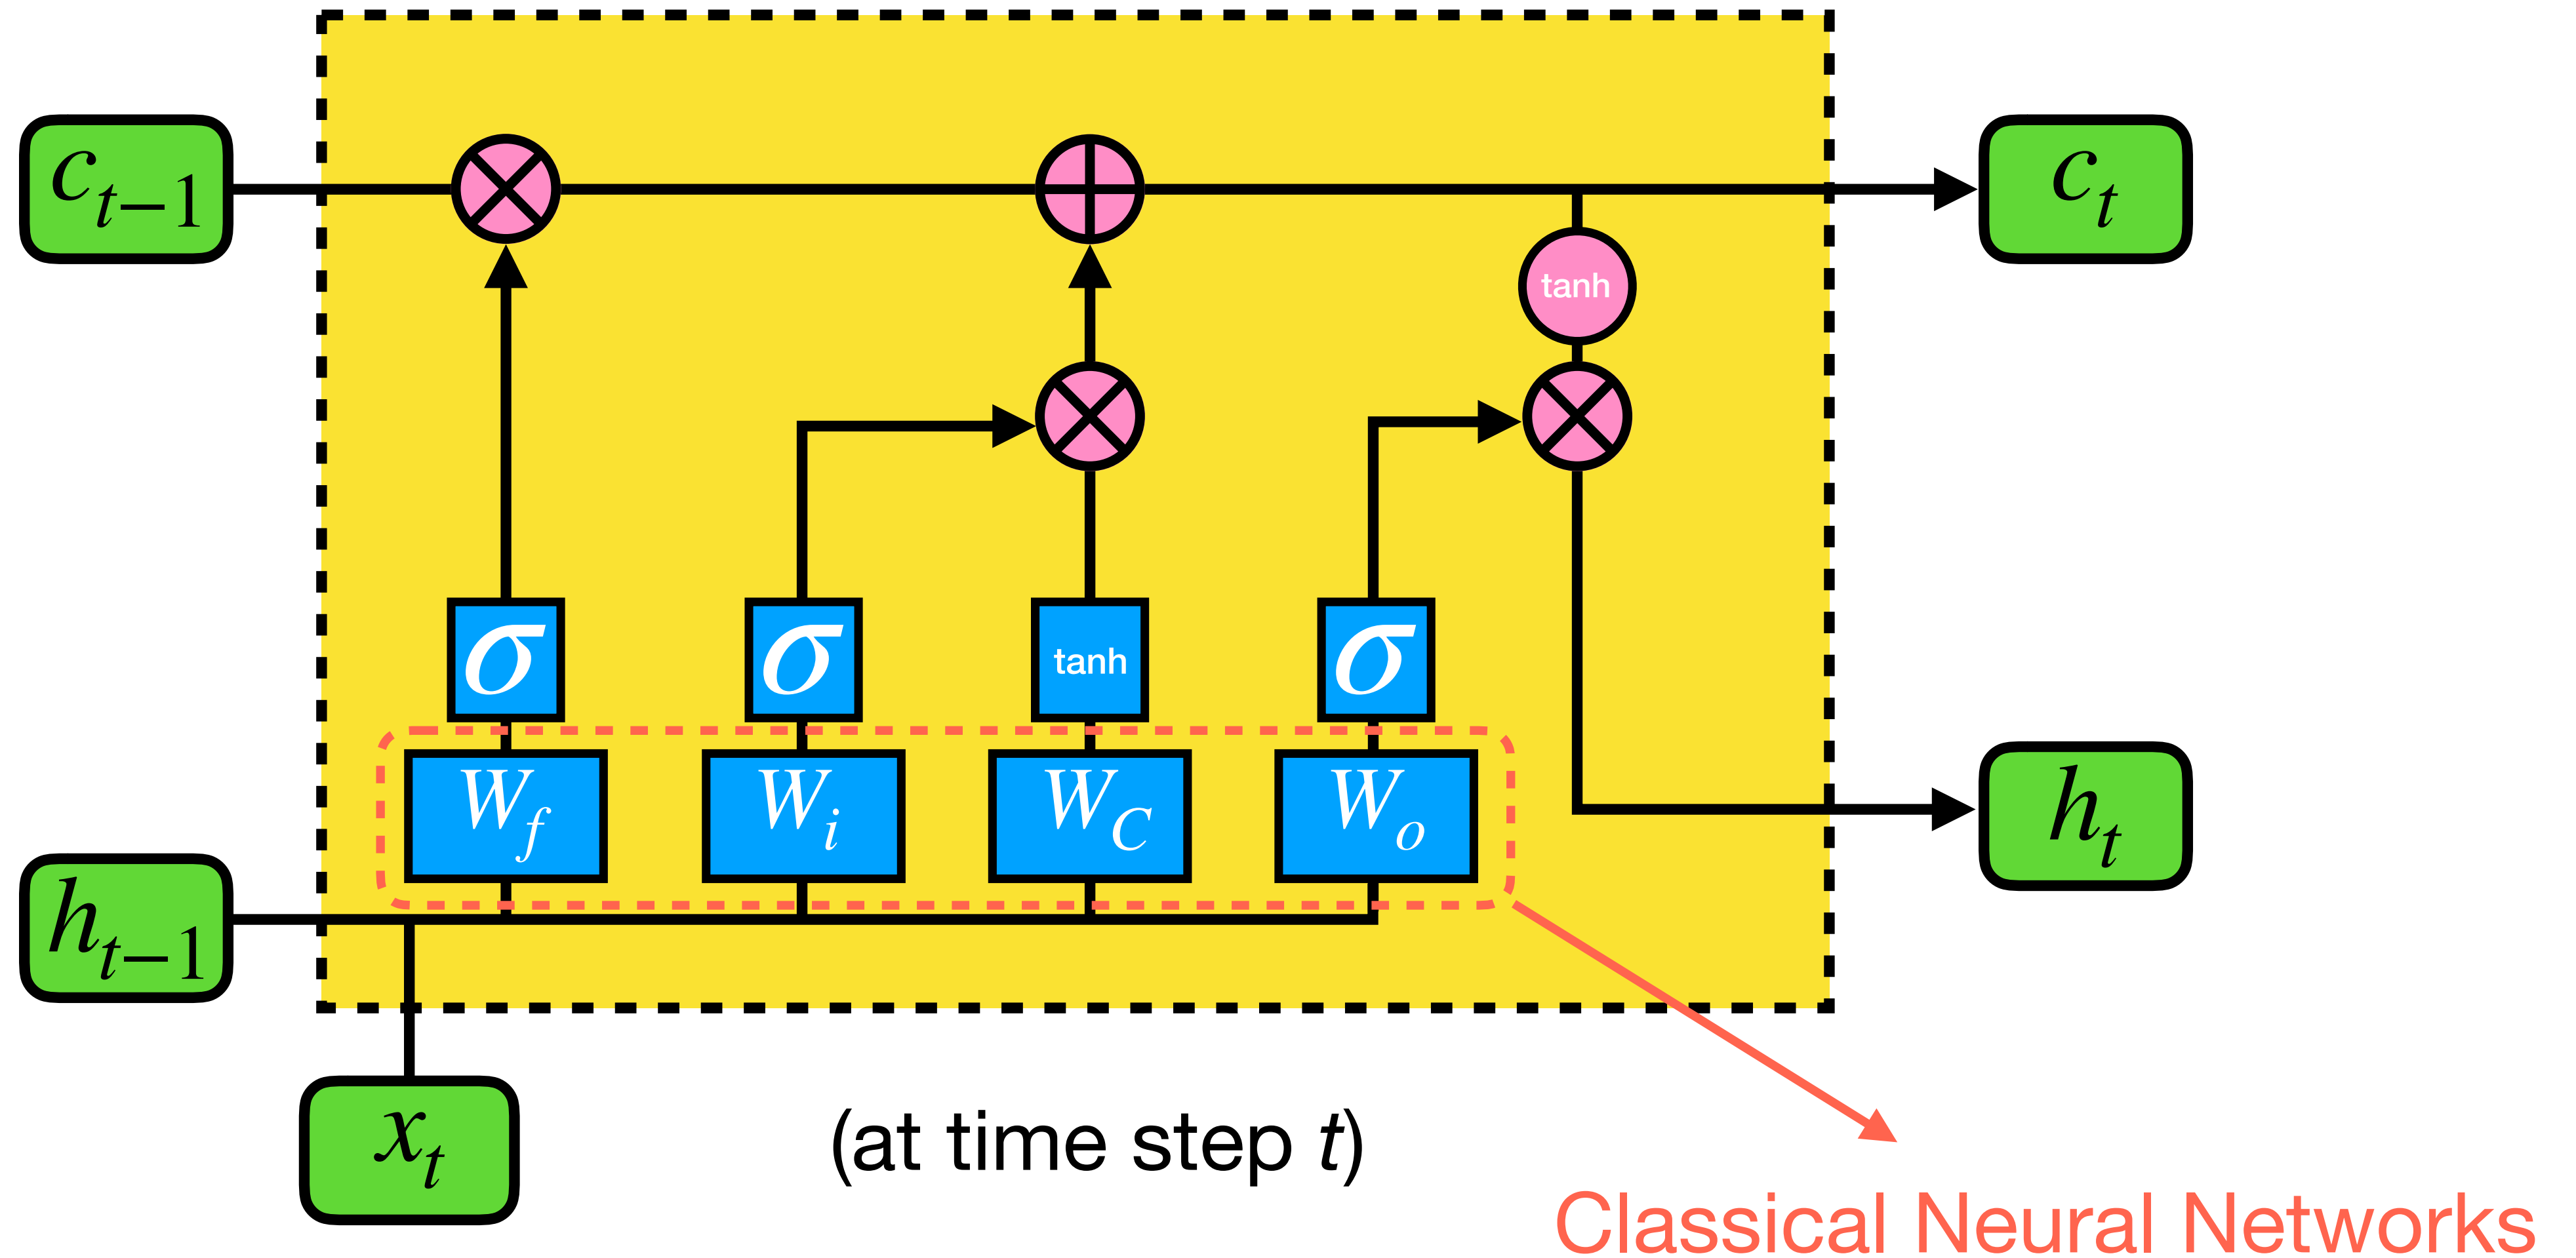 c_{t-1}
c_t
tanh
σ σ tanh σ
W_f W_i W_C W_o
h_t
h_{t-1}
x_t
(at time step t)
Classical Neural Networks